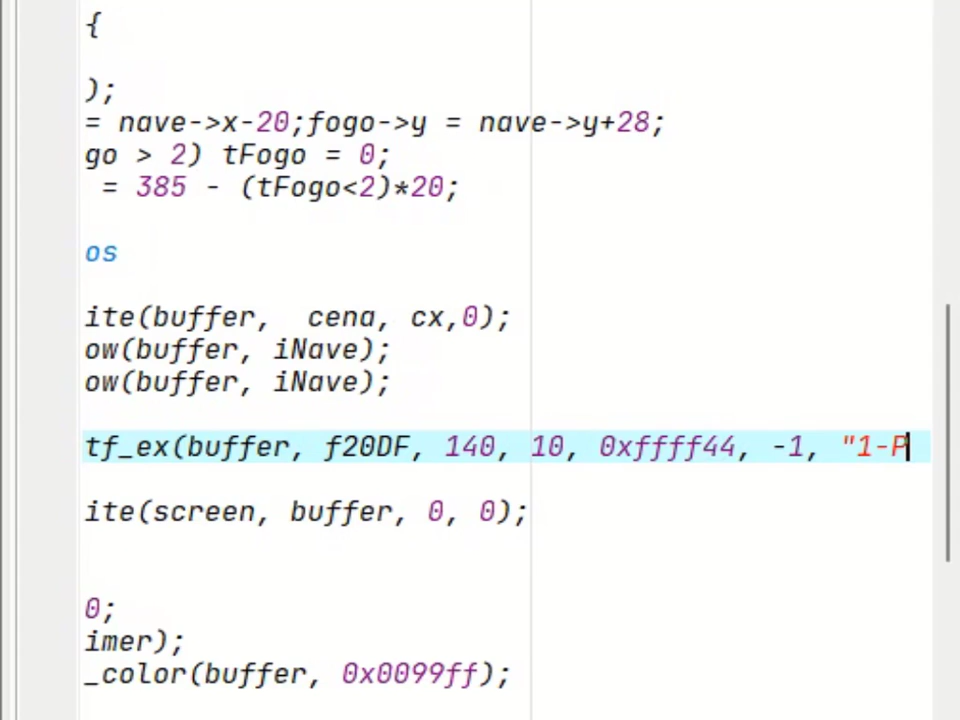 {
);
= nave->x-20;fogo->y = nave->y+28;
go > 2) tFogo = 0;
= 385 - (tFogo<2)*20;
os
ite(buffer,  cena, cx,0);
ow(buffer, iNave);
ow(buffer, iNave);
tf_ex(buffer, f20DF, 140, 10, 0xffff44, -1, "1-P
ite(screen, buffer, 0, 0);
0;
imer);
_color(buffer, 0x0099ff);